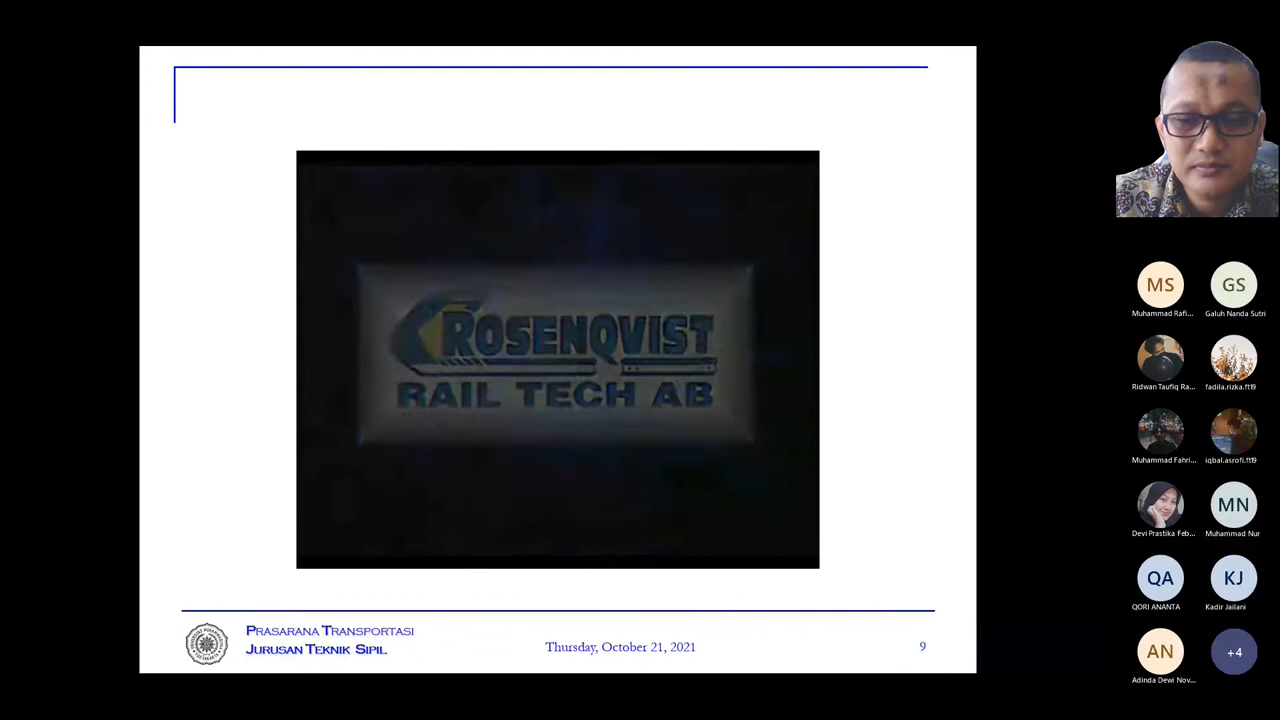 ROSENQVIST
RAIL TECH AB
PRASARANA TRANSPORTASI
JURUSAN TEKNIK SIPIL
Thursday, October 21, 2021
9
MS
GS
Muhammad Rafi...
Galuh Nanda Sutri
Ridwan Taufiq Ra...
fadila.rizka.ft19
Muhammad Fahri...
iqbal.asrofi.ft19
Devi Prastika Feb...
MN
Muhammad Nur
QA
KJ
QORI ANANTA
Kadir Jailani
AN
+4
Adinda Dewi Nov...